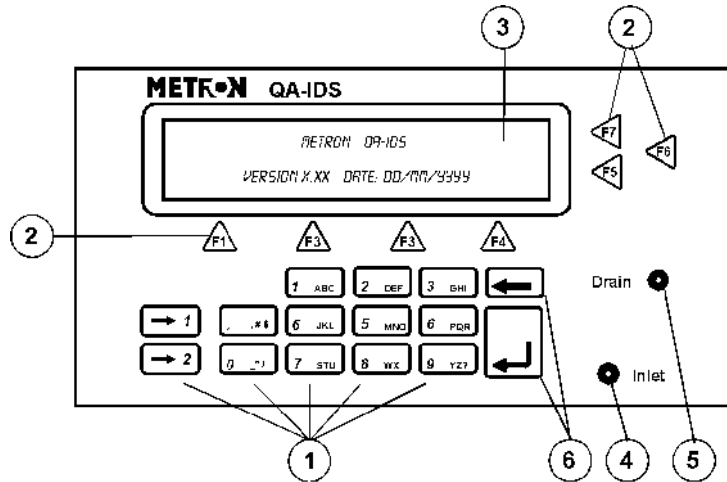 3
2
METRON QA-IDS
METRON QA-IDS
VERSION X.XX DATE: DD/MM/YYYY
F7
F6
F5
2
F1
F3
F3
F4
1 ABC
2 DEF
3 GHI
Drain
→ 1
, .#$
6 JKL
5 MNO
6 PQR
→ 2
7 STU
8 WX
9 YZ?
Inlet
1
6
4
5